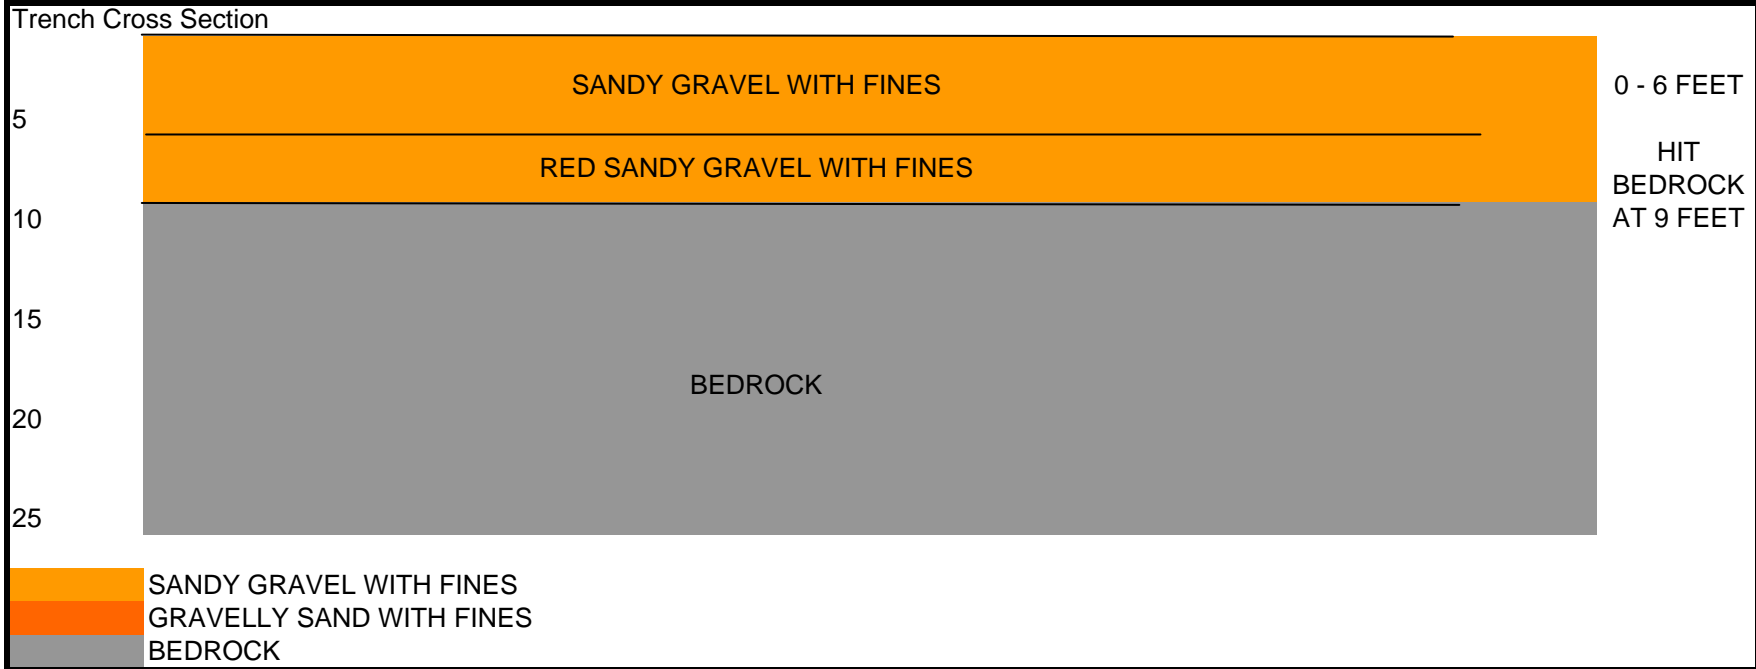 Trench Cross Section
SANDY GRAVEL WITH FINES
0 - 6 FEET
5
RED SANDY GRAVEL WITH FINES
HIT
BEDROCK
AT 9 FEET
10
15
BEDROCK
20
25
SANDY GRAVEL WITH FINES
GRAVELLY SAND WITH FINES
BEDROCK